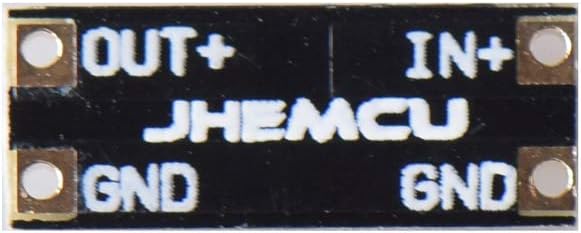 OUT+ IN+
JHEMCU
GND GND